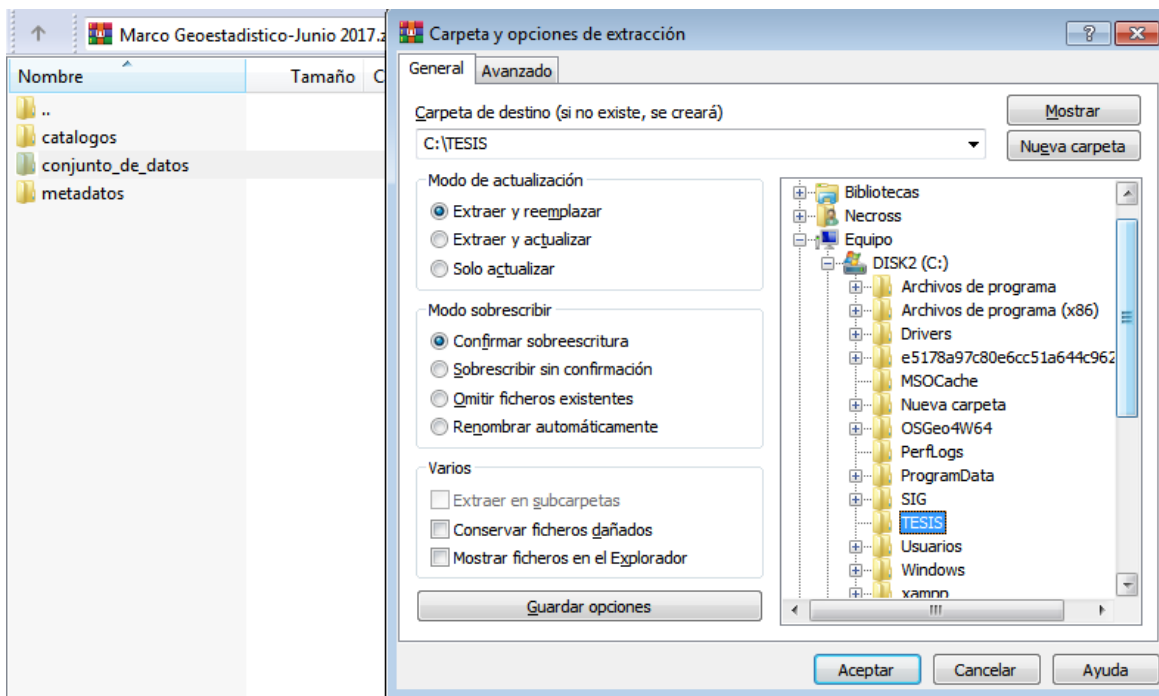 Marco Geoestadistico-Junio 2017.z
Nombre Tamaño C
..
catalogos
conjunto_de_datos
metadatos
Carpeta y opciones de extracción
General Avanzado
Carpeta de destino (si no existe, se creará)
C:\TESIS
Mostrar
Nueva carpeta
Modo de actualización
Extraer y reemplazar
Extraer y actualizar
Solo actualizar
Modo sobrescribir
Confirmar sobreescritura
Sobrescribir sin confirmación
Omitir ficheros existentes
Renombrar automáticamente
Varios
Extraer en subcarpetas
Conservar ficheros dañados
Mostrar ficheros en el Explorador
Guardar opciones
Bibliotecas
Necross
Equipo
DISK2 (C:)
Archivos de programa
Archivos de programa (x86)
Drivers
e5178a97c80e6cc51a644c962
MSOCache
Nueva carpeta
OSGeo4W64
PerfLogs
ProgramData
SIG
TESIS
Usuarios
Windows
xampp
Aceptar Cancelar Ayuda